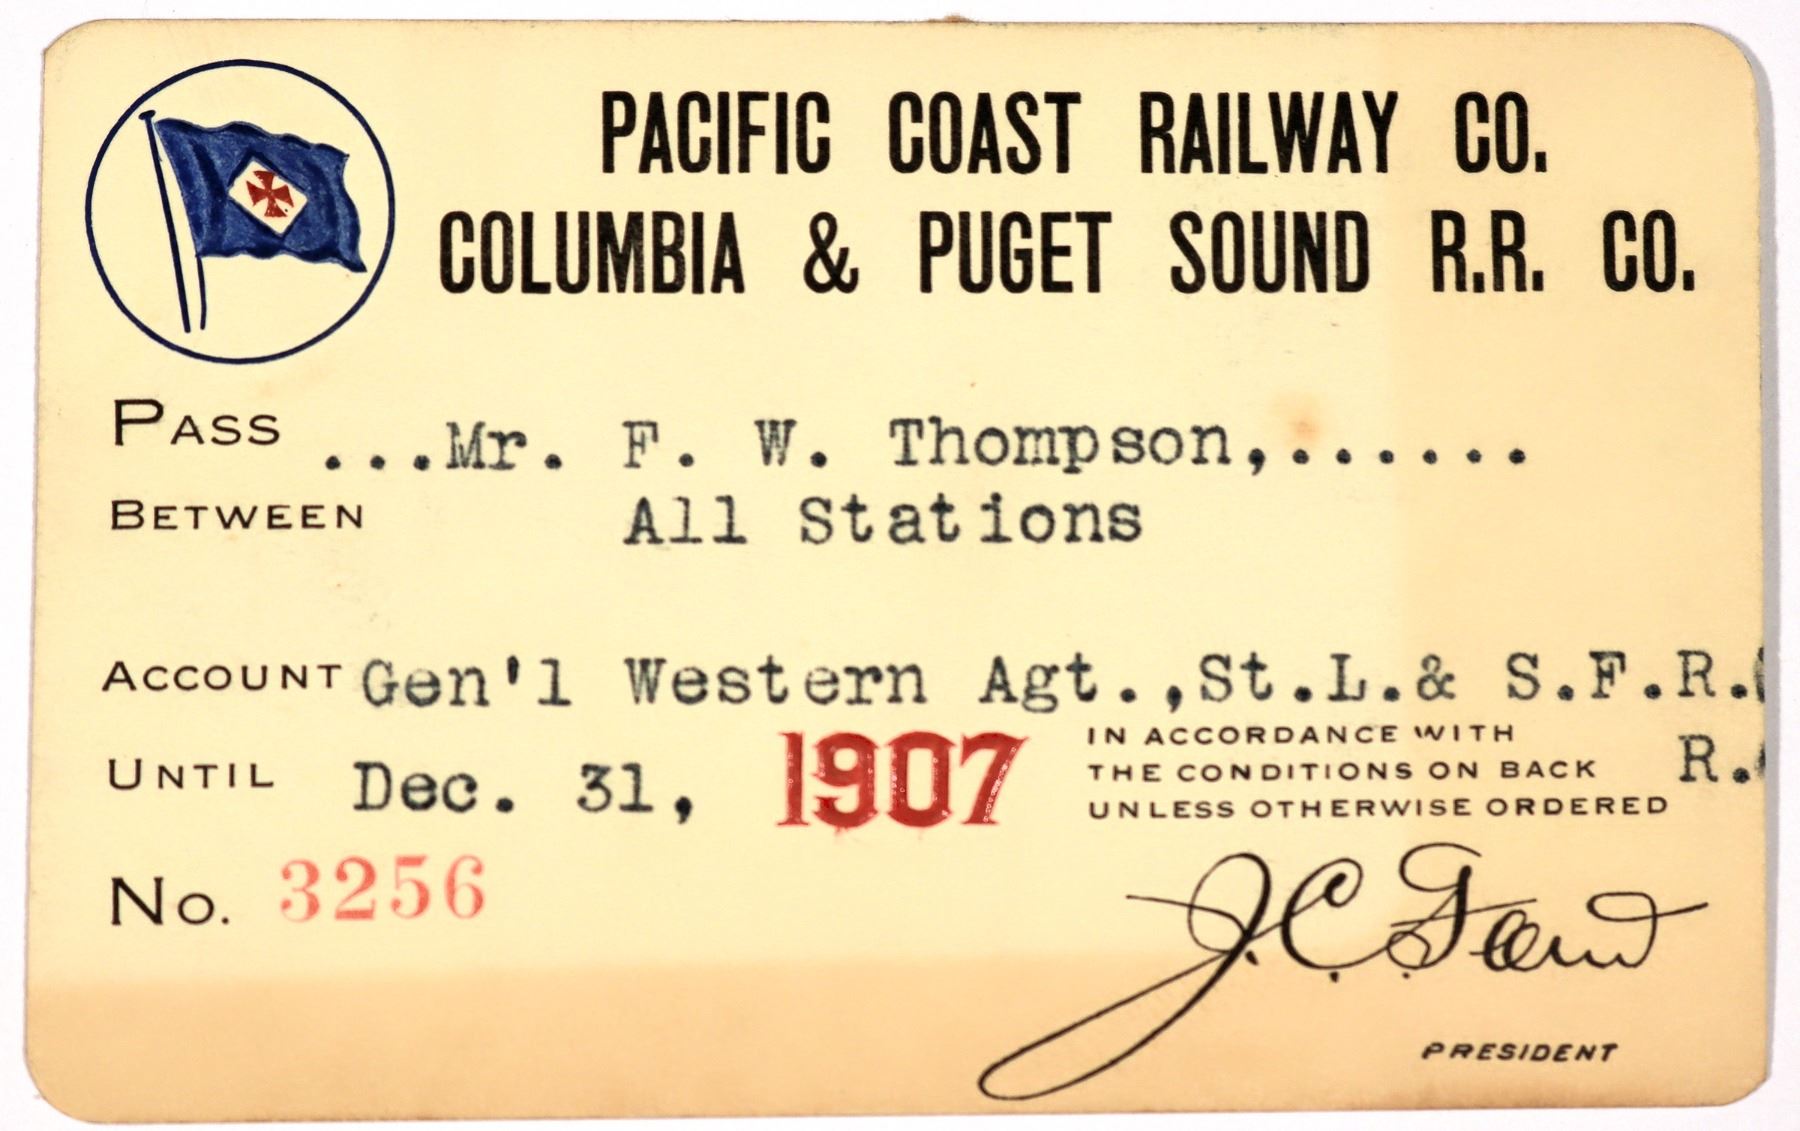 PACIFIC COAST RAILWAY CO.
COLUMBIA & PUGET SOUND R.R. CO.
PASS ...Mr. F. W. Thompson,......
BETWEEN All Stations
ACCOUNT Gen'l Western Agt.,St.L.& S.F.R.
R.
UNTIL Dec. 31, 1907
IN ACCORDANCE WITH
THE CONDITIONS ON BACK
UNLESS OTHERWISE ORDERED
No. 3256
J. C. Ford
PRESIDENT